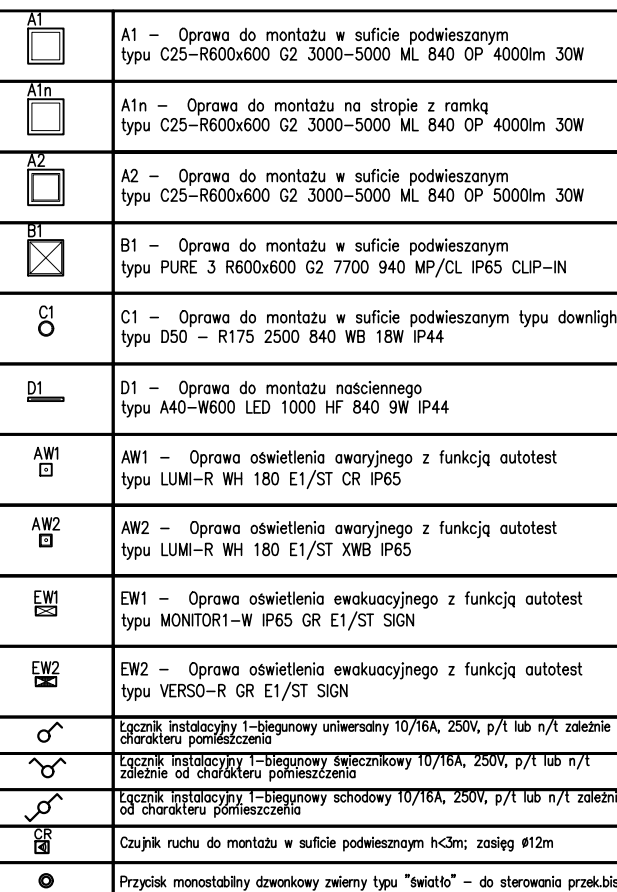 A1
A1 – Oprawa do montażu w suficie podwieszanym
typu C25–R600x600 G2 3000–5000 ML 840 OP 4000lm 30W
A1n
A1n – Oprawa do montażu na stropie z ramką
typu C25–R600x600 G2 3000–5000 ML 840 OP 4000lm 30W
A2
A2 – Oprawa do montażu w suficie podwieszanym
typu C25–R600x600 G2 3000–5000 ML 840 OP 5000lm 30W
B1
B1 – Oprawa do montażu w suficie podwieszanym
typu PURE 3 R600x600 G2 7700 940 MP/CL IP65 CLIP–IN
C1
C1 – Oprawa do montażu w suficie podwieszanym typu downligh
typu D50 – R175 2500 840 WB 18W IP44
D1
D1 – Oprawa do montażu naściennego
typu A40–W600 LED 1000 HF 840 9W IP44
AW1
AW1 – Oprawa oświetlenia awaryjnego z funkcją autotest
typu LUMI–R WH 180 E1/ST CR IP65
AW2
AW2 – Oprawa oświetlenia awaryjnego z funkcją autotest
typu LUMI–R WH 180 E1/ST XWB IP65
EW1
EW1 – Oprawa oświetlenia ewakuacyjnego z funkcją autotest
typu MONITOR1–W IP65 GR E1/ST SIGN
EW2
EW2 – Oprawa oświetlenia ewakuacyjnego z funkcją autotest
typu VERSO–R GR E1/ST SIGN
Łącznik instalacyjny 1–biegunowy uniwersalny 10/16A, 250V, p/t lub n/t zależnie
charakteru pomieszczenia
Łącznik instalacyjny 1–biegunowy świecznikowy 10/16A, 250V, p/t lub n/t
zależnie od charakteru pomieszczenia
Łącznik instalacyjny 1–biegunowy schodowy 10/16A, 250V, p/t lub n/t zależni
od charakteru pomieszczenia
CR
Czujnik ruchu do montażu w suficie podwiesznaym h<3m; zasięg ø12m
Przycisk monostabilny dzwonkowy zwierny typu "światło" – do sterowania przek.bis